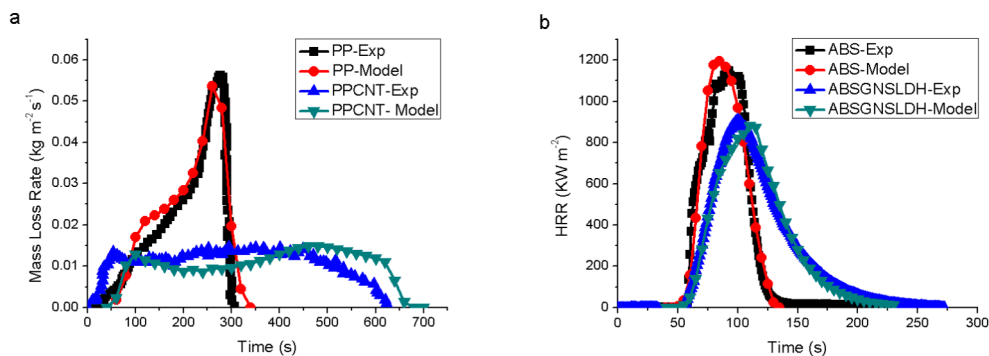 a
Mass Loss Rate (kg m⁻² s⁻¹)
0.06
0.05
0.04
0.03
0.02
0.01
0.00
PP-Exp
PP-Model
PPCNT-Exp
PPCNT- Model
0 100 200 300 400 500 600 700
Time (s)
b
HRR (KW m⁻²)
1200
1000
800
600
400
200
0
ABS-Exp
ABS-Model
ABSGNSLDH-Exp
ABSGNSLDH-Model
0 50 100 150 200 250 300
Time (s)